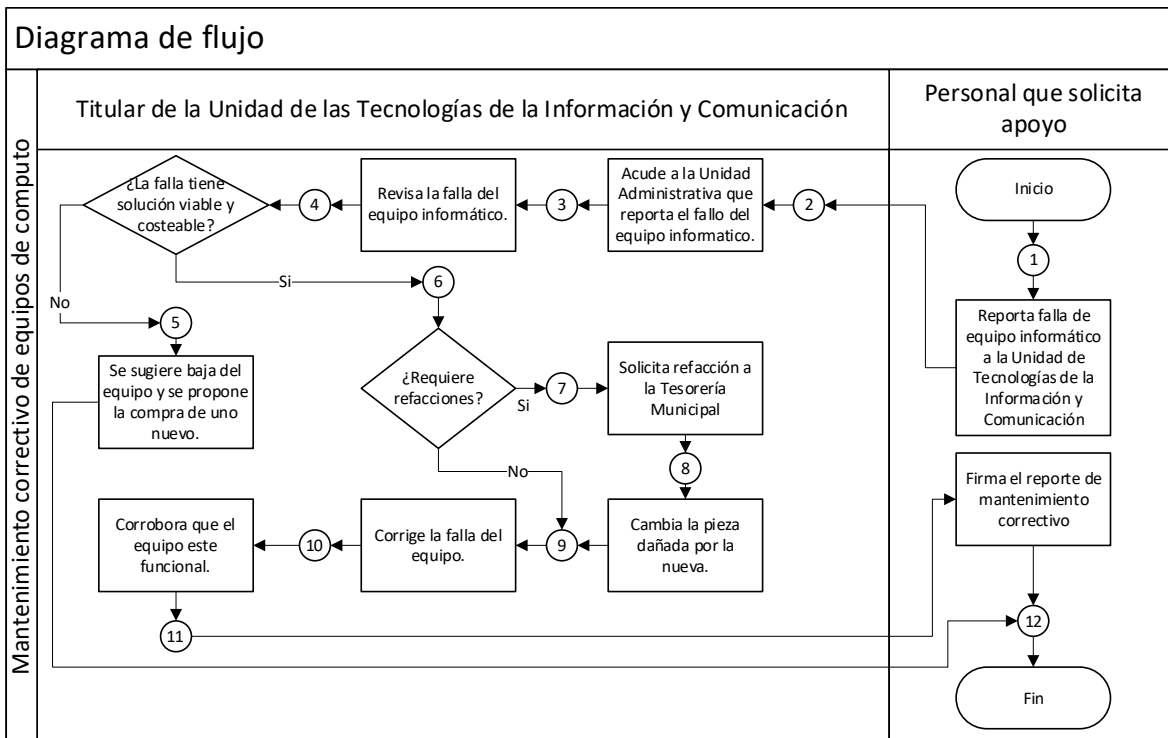 Diagrama de flujo
Mantenimiento correctivo de equipos de computo
Titular de la Unidad de las Tecnologías de la Información y Comunicación
Personal que solicita
apoyo
Inicio
1
Reporta falla de
equipo informático
a la Unidad de
Tecnologías de la
Información y
Comunicación
2
Acude a la Unidad
Administrativa que
reporta el fallo del
equipo informatico.
3
Revisa la falla del
equipo informático.
4
¿La falla tiene
solución viable y
costeable?
No
5
Se sugiere baja del
equipo y se propone
la compra de uno
nuevo.
Si
6
¿Requiere
refacciones?
Si
7
Solicita refacción a
la Tesorería
Municipal
8
Cambia la pieza
dañada por la
nueva.
No
9
Corrige la falla del
equipo.
10
Corrobora que el
equipo este
funcional.
11
Firma el reporte de
mantenimiento
correctivo
12
Fin